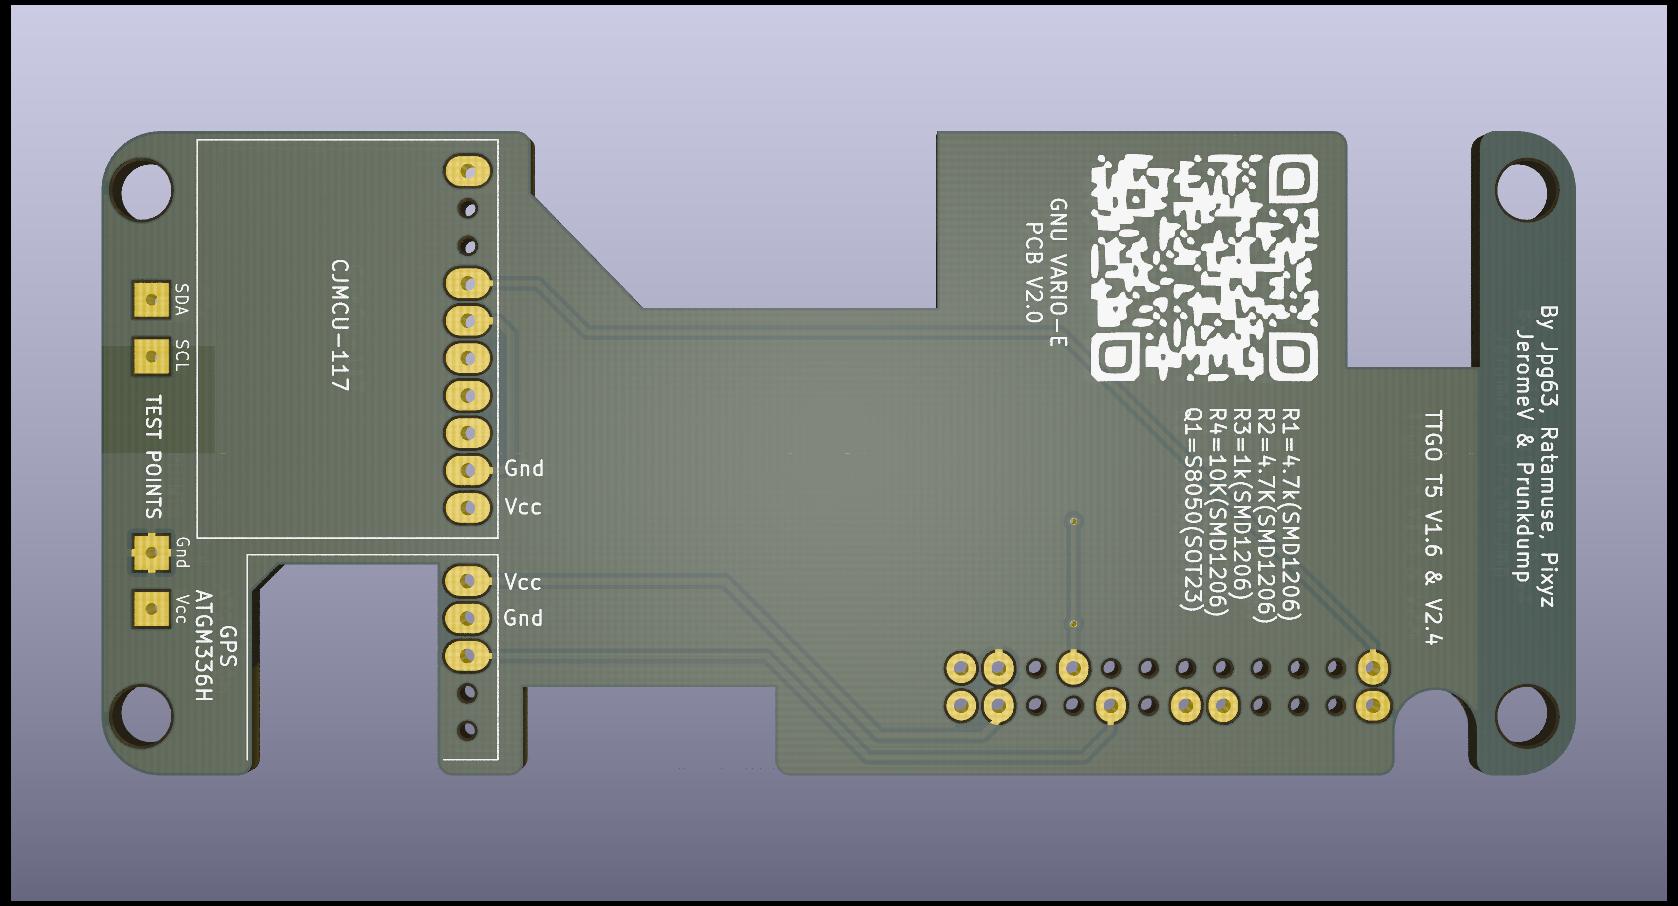 SDA
SCL
TEST POINTS
Gnd
Vcc
CJMCU-117
Gnd
Vcc
Vcc
Gnd
GPS
ATGM336H
GNU VARIO-E
PCB V2.0
R1=4.7k(SMD1206)
R2=4.7K(SMD1206)
R3=1k(SMD1206)
R4=10K(SMD1206)
Q1=S8050(SOT23)
TTGO T5 V1.6 & V2.4
By Jpg63, Ratamuse, Pixyz
JeromeV & Prunkdump